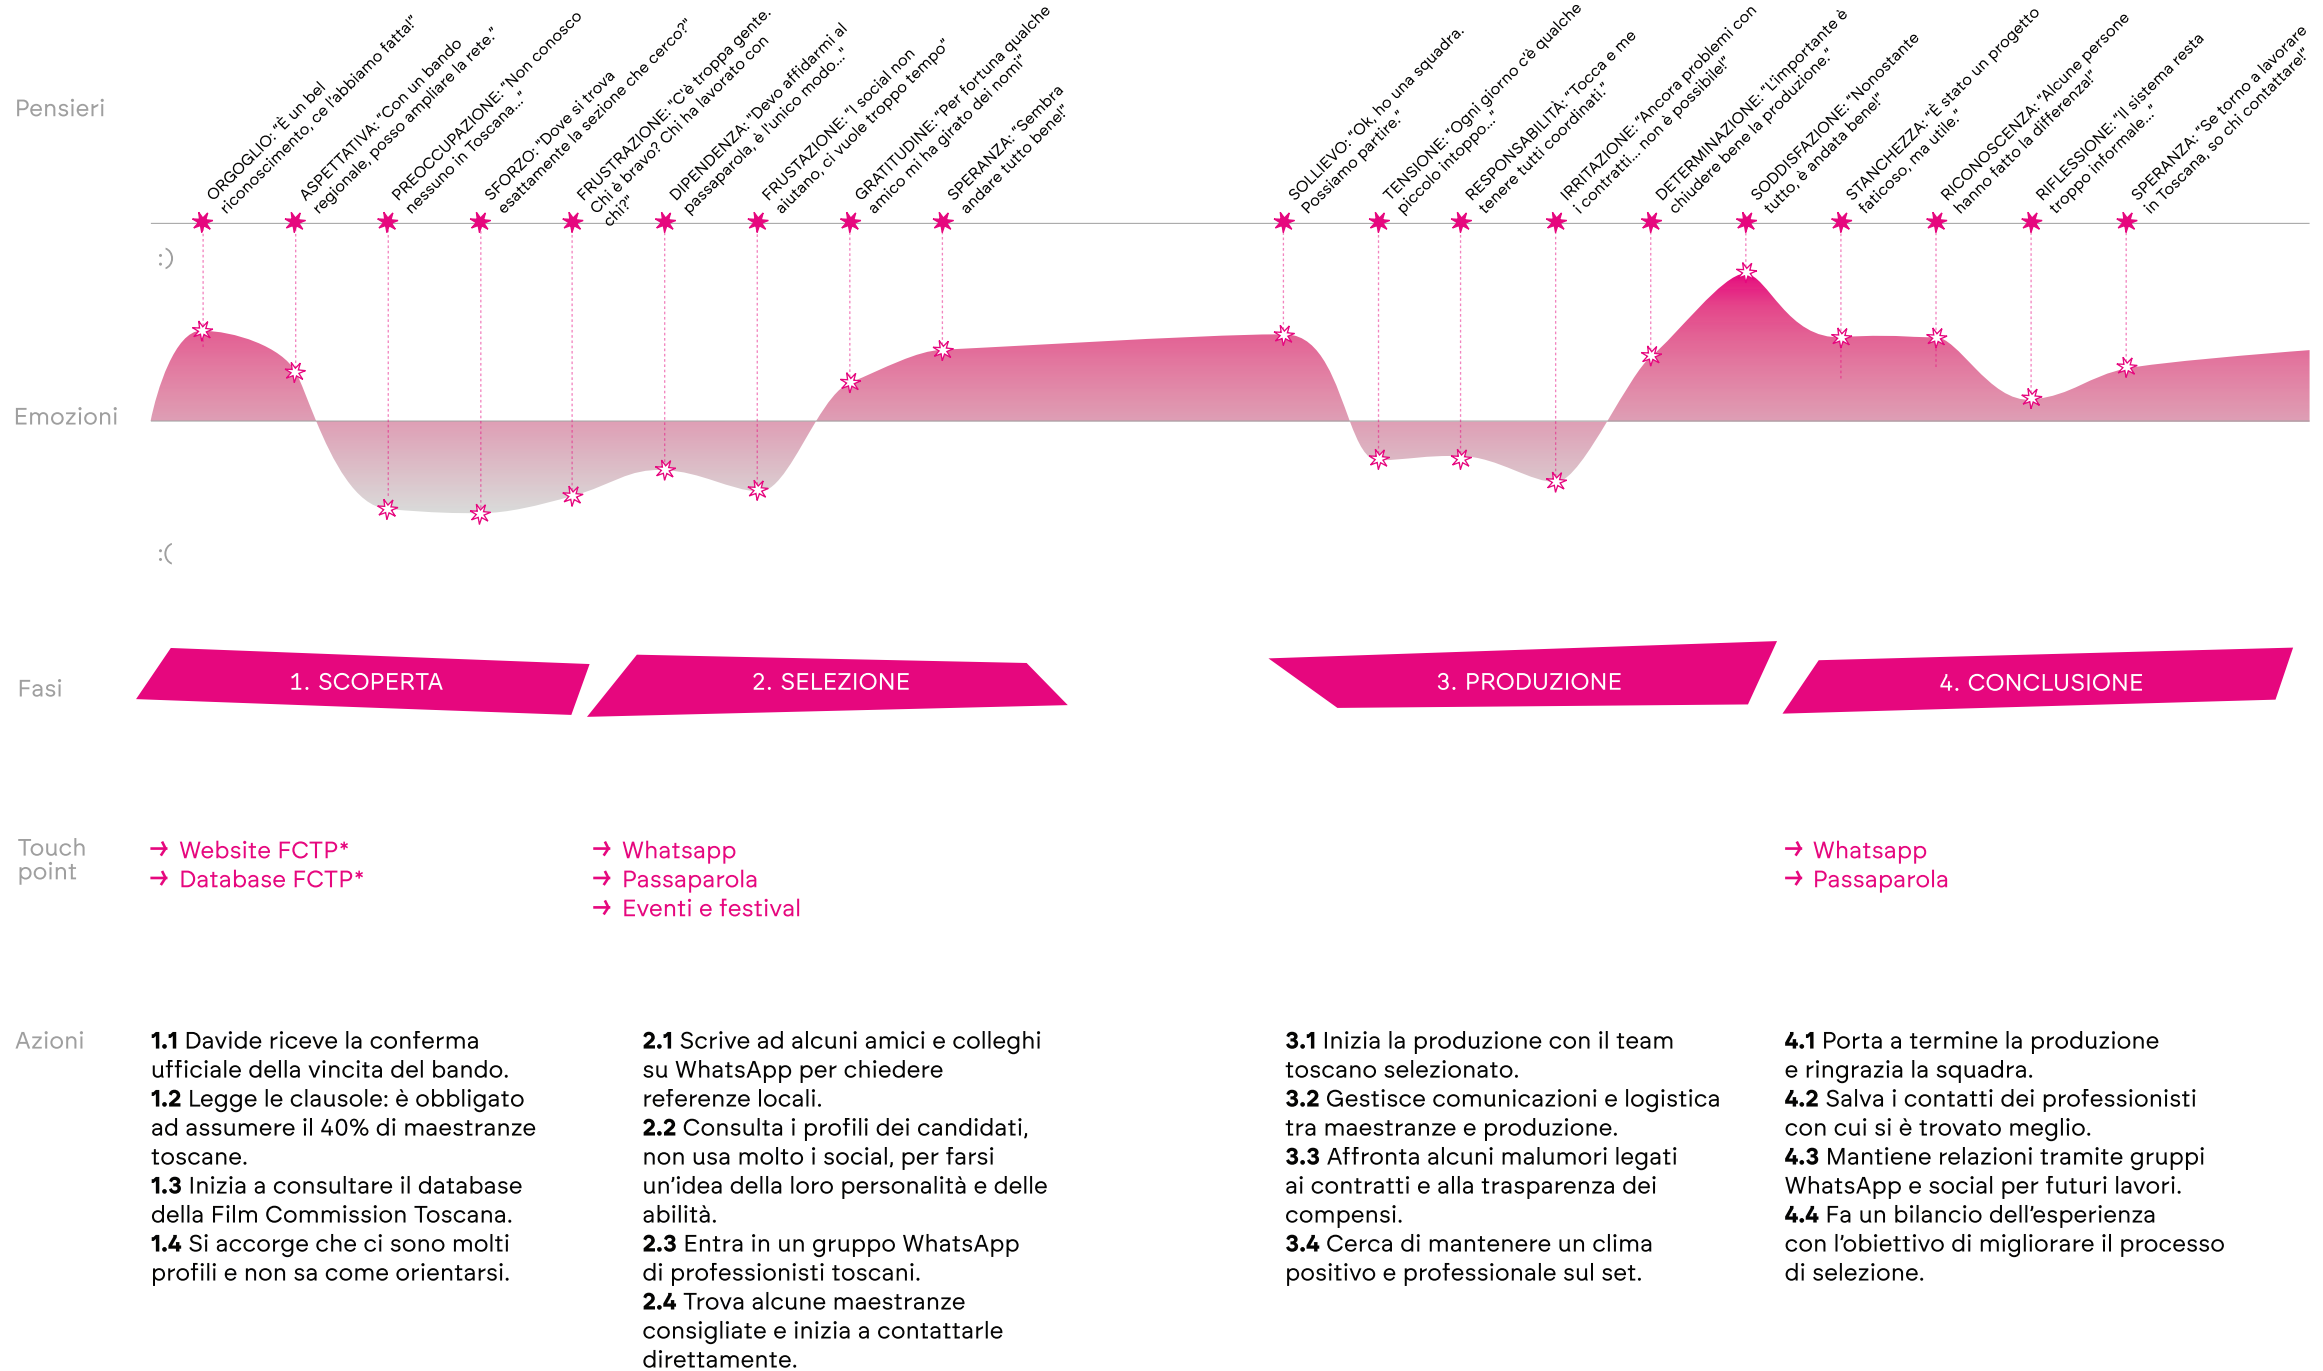 Pensieri
ORGOGLIO: “È un bel
riconoscimento, ce l’abbiamo fatta!”
ASPETTATIVA: “Con un bando
regionale, posso ampliare la rete.”
PREOCCUPAZIONE: “Non conosco
nessuno in Toscana...”
SFORZO: “Dove si trova
esattamente la sezione che cerco?”
FRUSTRAZIONE: “C’è troppa gente.
Chi è bravo? Chi ha lavorato con
chi?”
DIPENDENZA: “Devo affidarmi al
passaparola, è l’unico modo...”
FRUSTAZIONE: “I social non
aiutano, ci vuole troppo tempo”
GRATITUDINE: “Per fortuna qualche
amico mi ha girato dei nomi”
SPERANZA: “Sembra
andare tutto bene!”
SOLLIEVO: “Ok, ho una squadra.
Possiamo partire.”
TENSIONE: “Ogni giorno c’è qualche
piccolo intoppo...”
RESPONSABILITÀ: “Tocca e me
tenere tutti coordinati.”
IRRITAZIONE: “Ancora problemi con
i contratti... non è possibile!”
DETERMINAZIONE: “L’importante è
chiudere bene la produzione.”
SODDISFAZIONE: “Nonostante
tutto, è andata bene!”
STANCHEZZA: “È stato un progetto
faticoso, ma utile.”
RICONOSCENZA: “Alcune persone
hanno fatto la differenza!”
RIFLESSIONE: “Il sistema resta
troppo informale...”
SPERANZA: “Se torno a lavorare
in Toscana, so chi contattare!”
:)
Emozioni
:(
Fasi
1. SCOPERTA
2. SELEZIONE
3. PRODUZIONE
4. CONCLUSIONE
Touch
point
→ Website FCTP*
→ Database FCTP*
→ Whatsapp
→ Passaparola
→ Eventi e festival
→ Whatsapp
→ Passaparola
Azioni
1.1 Davide riceve la conferma
ufficiale della vincita del bando.
1.2 Legge le clausole: è obbligato
ad assumere il 40% di maestranze
toscane.
1.3 Inizia a consultare il database
della Film Commission Toscana.
1.4 Si accorge che ci sono molti
profili e non sa come orientarsi.
2.1 Scrive ad alcuni amici e colleghi
su WhatsApp per chiedere
referenze locali.
2.2 Consulta i profili dei candidati,
non usa molto i social, per farsi
un’idea della loro personalità e delle
abilità.
2.3 Entra in un gruppo WhatsApp
di professionisti toscani.
2.4 Trova alcune maestranze
consigliate e inizia a contattarle
direttamente.
3.1 Inizia la produzione con il team
toscano selezionato.
3.2 Gestisce comunicazioni e logistica
tra maestranze e produzione.
3.3 Affronta alcuni malumori legati
ai contratti e alla trasparenza dei
compensi.
3.4 Cerca di mantenere un clima
positivo e professionale sul set.
4.1 Porta a termine la produzione
e ringrazia la squadra.
4.2 Salva i contatti dei professionisti
con cui si è trovato meglio.
4.3 Mantiene relazioni tramite gruppi
WhatsApp e social per futuri lavori.
4.4 Fa un bilancio dell’esperienza
con l’obiettivo di migliorare il processo
di selezione.